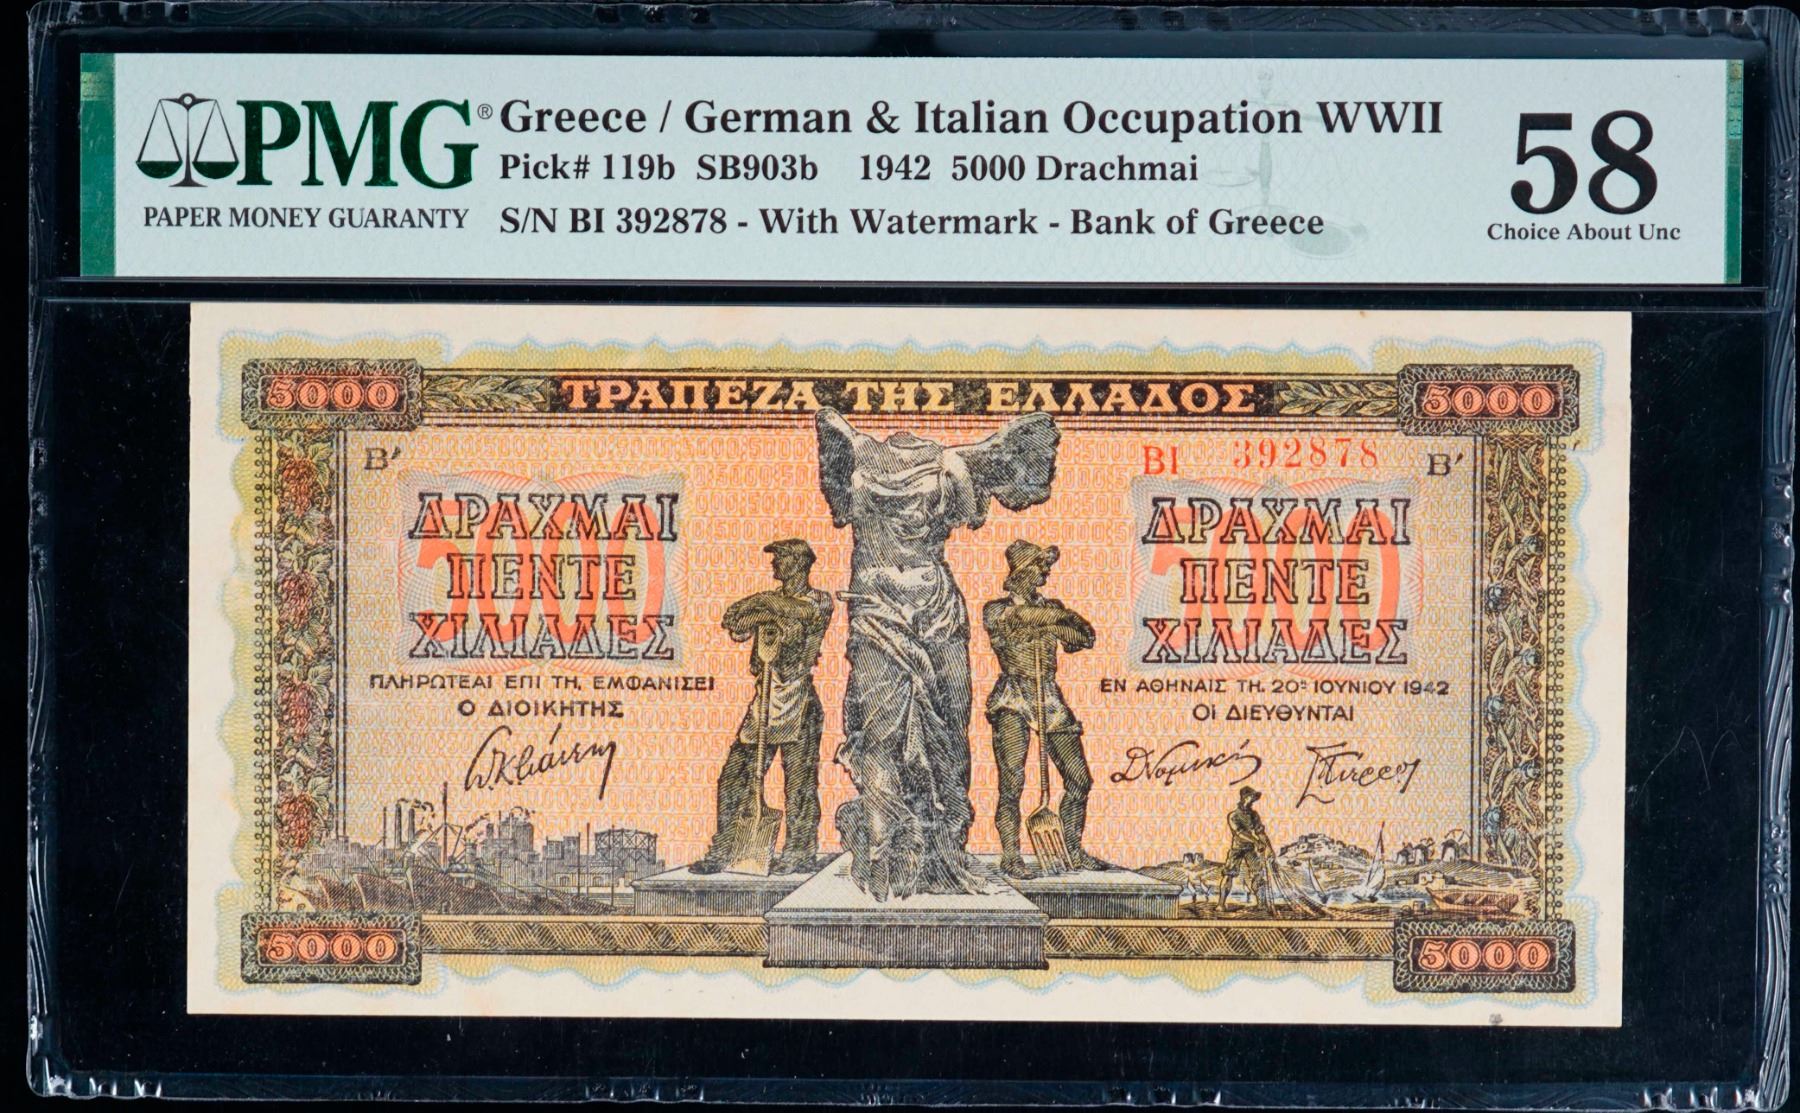 PMG® Greece / German & Italian Occupation WWII
Pick# 119b SB903b 1942 5000 Drachmai
PAPER MONEY GUARANTY S/N BI 392878 - With Watermark - Bank of Greece
58
Choice About Unc
5000 ΤΡΑΠΕΖΑ ΤΗΣ ΕΛΛΑΔΟΣ 5000
Β' ΒΙ 392878 Β'
5000 5000
ΔΡΑΧΜΑΙ ΔΡΑΧΜΑΙ
ΠΕΝΤΕ ΠΕΝΤΕ
ΧΙΛΙΑΔΕΣ ΧΙΛΙΑΔΕΣ
ΠΛΗΡΩΤΕΑΙ ΕΠΙ ΤΗ, ΕΜΦΑΝΙΣΕΙ ΕΝ ΑΘΗΝΑΙΣ ΤΗ, 20ῇ ΙΟΥΝΙΟΥ 1942
Ο ΔΙΟΙΚΗΤΗΣ ΟΙ ΔΙΕΥΘΥΝΤΑΙ
5000 5000